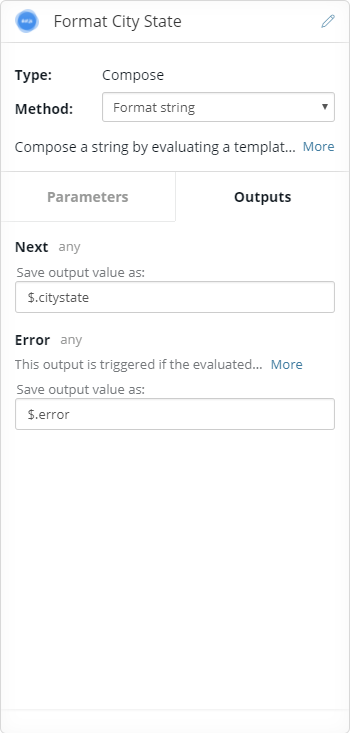 Format City State
Type: Compose
Method: Format string
Compose a string by evaluating a templat... More
Parameters Outputs
Next any
Save output value as:
$.citystate
Error any
This output is triggered if the evaluated... More
Save output value as:
$.error